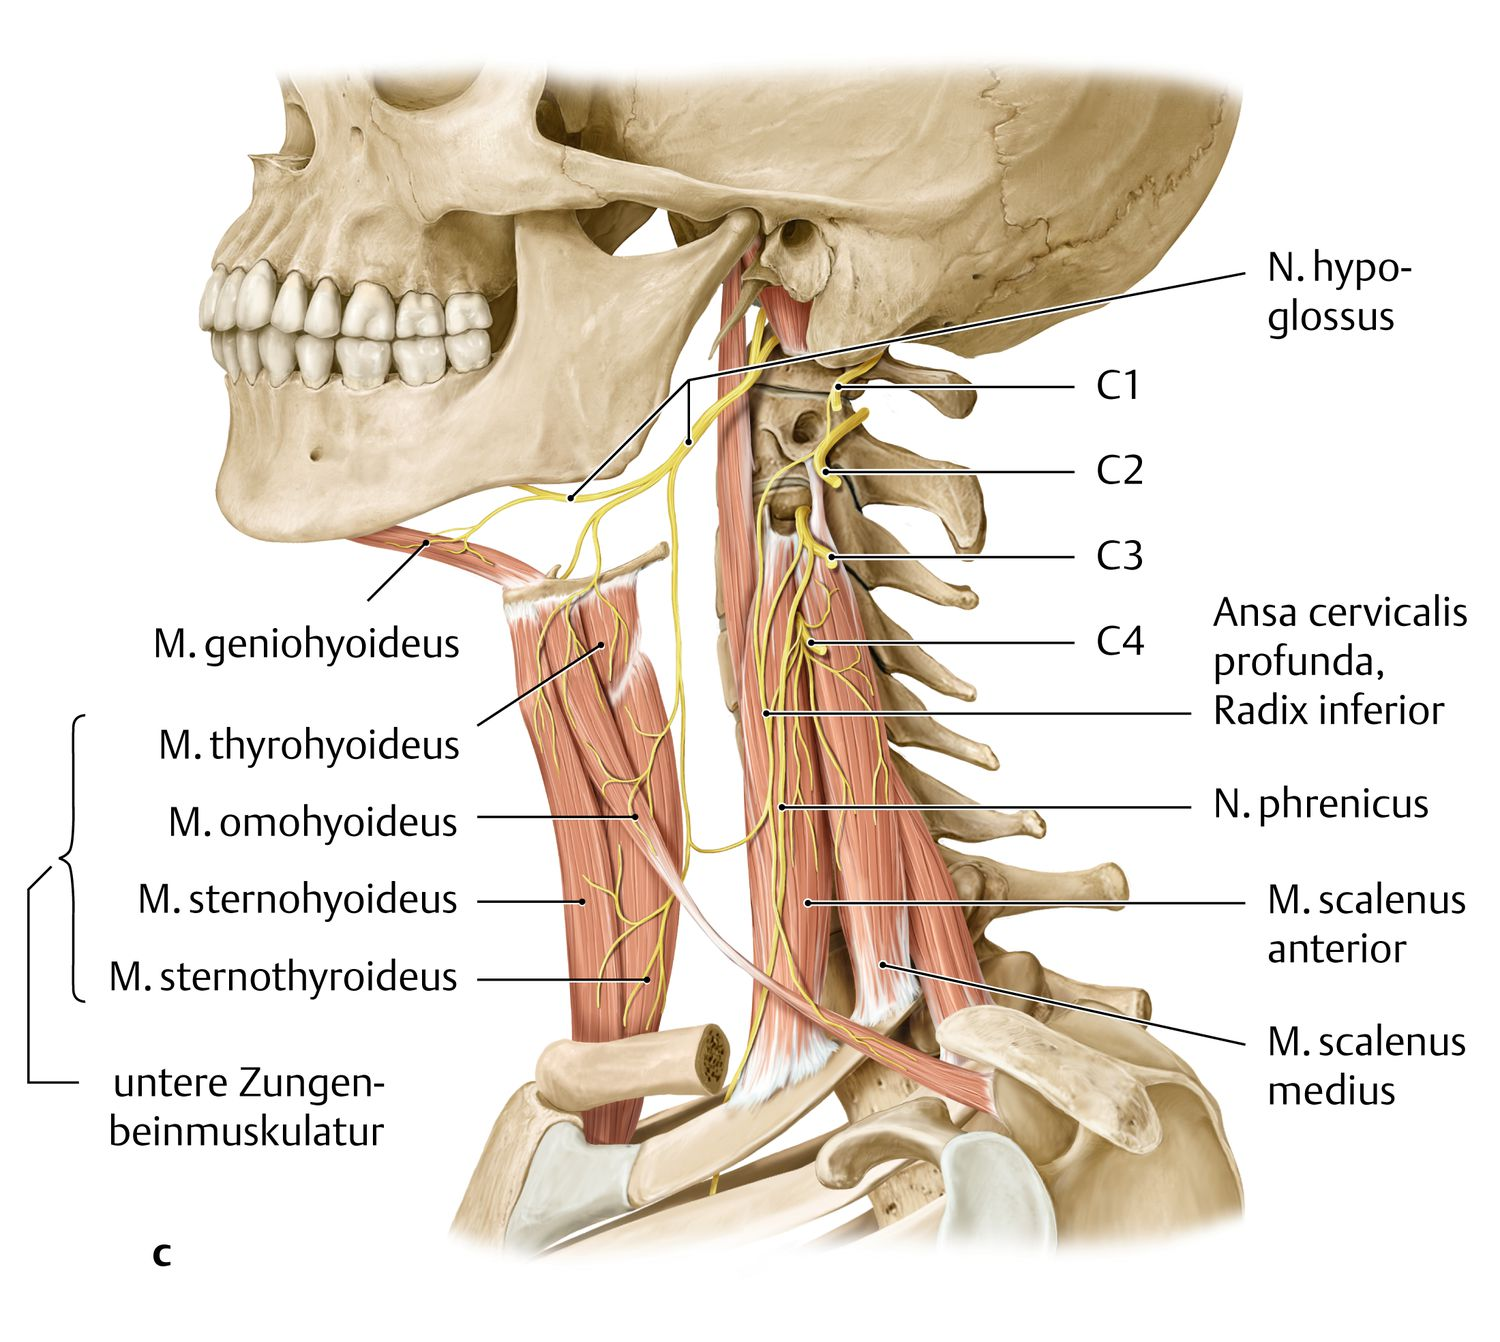 N. hypo-
glossus
C1
C2
C3
C4
Ansa cervicalis
profunda,
Radix inferior
N. phrenicus
M. scalenus
anterior
M. scalenus
medius
M. geniohyoideus
M. thyrohyoideus
M. omohyoideus
M. sternohyoideus
M. sternothyroideus
untere Zungen-
beinmuskulatur
c